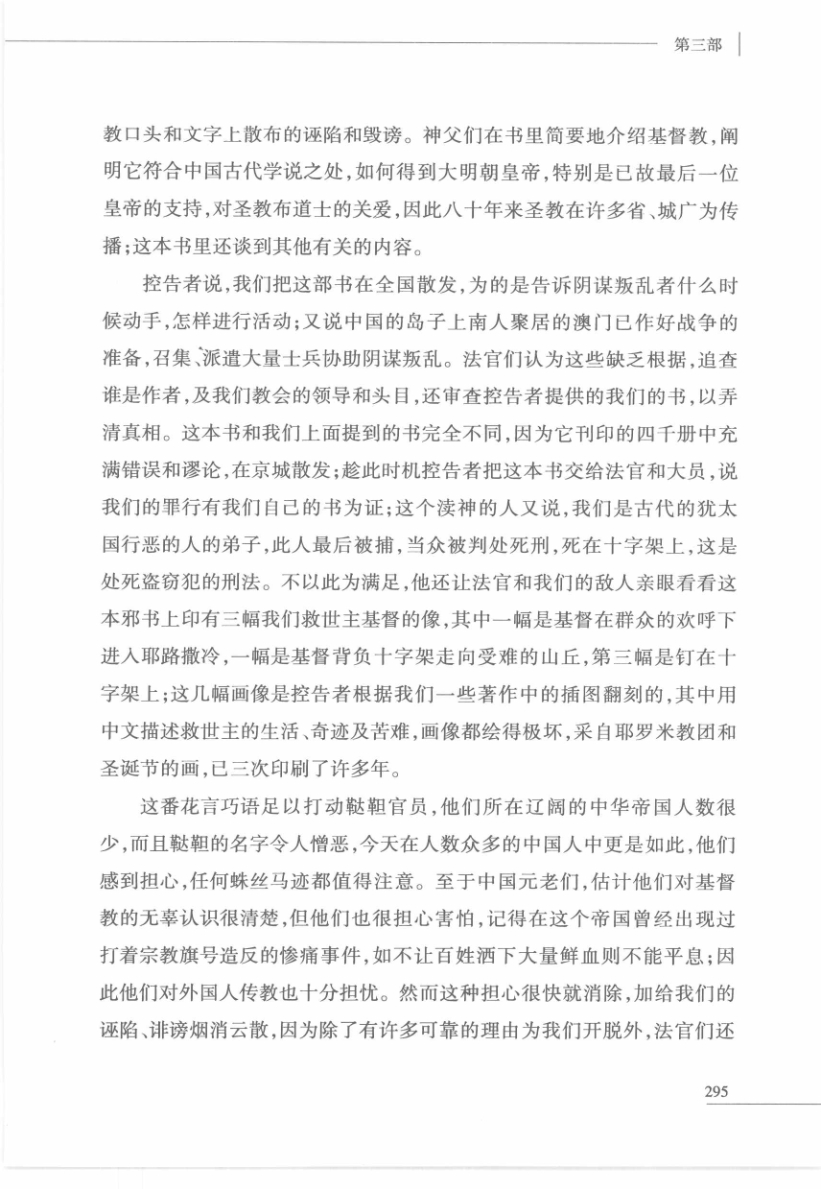 第三部
教口头和文字上散布的诬陷和毁谤。神父们在书里简要地介绍基督教,阐
明它符合中国古代学说之处,如何得到大明朝皇帝,特别是已故最后一位
皇帝的支持,对圣教布道士的关爱,因此八十年来圣教在许多省、城广为传
播;这本书里还谈到其他有关的内容。
控告者说,我们把这部书在全国散发,为的是告诉阴谋叛乱者什么时
候动手,怎样进行活动;又说中国的岛子上南人聚居的澳门已作好战争的
准备,召集、派遣大量士兵协助阴谋叛乱。法官们认为这些缺乏根据,追查
谁是作者,及我们教会的领导和头目,还审查控告者提供的我们的书,以弄
清真相。这本书和我们上面提到的书完全不同,因为它刊印的四千册中充
满错误和谬论,在京城散发;趁此时机控告者把这本书交给法官和大员,说
我们的罪行有我们自己的书为证;这个渎神的人又说,我们是古代的犹太
国行恶的人的弟子,此人最后被捕,当众被判处死刑,死在十字架上,这是
处死盗窃犯的刑法。不以此为满足,他还让法官和我们的敌人亲眼看看这
本邪书上印有三幅我们救世主基督的像,其中一幅是基督在群众的欢呼下
进入耶路撒冷,一幅是基督背负十字架走向受难的山丘,第三幅是钉在十
字架上;这几幅画像是控告者根据我们一些著作中的插图翻刻的,其中用
中文描述救世主的生活、奇迹及苦难,画像都绘得极坏,采自耶罗米教团和
圣诞节的画,已三次印刷了许多年。
这番花言巧语足以打动鞑靼官员,他们所在辽阔的中华帝国人数很
少,而且鞑靼的名字令人憎恶,今天在人数众多的中国人中更是如此,他们
感到担心,任何蛛丝马迹都值得注意。至于中国元老们,估计他们对基督
教的无辜认识很清楚,但他们也很担心害怕,记得在这个帝国曾经出现过
打着宗教旗号造反的惨痛事件,如不让百姓洒下大量鲜血则不能平息;因
此他们对外国人传教也十分担忧。然而这种担心很快就消除,加给我们的
诬陷、诽谤烟消云散,因为除了有许多可靠的理由为我们开脱外,法官们还
295